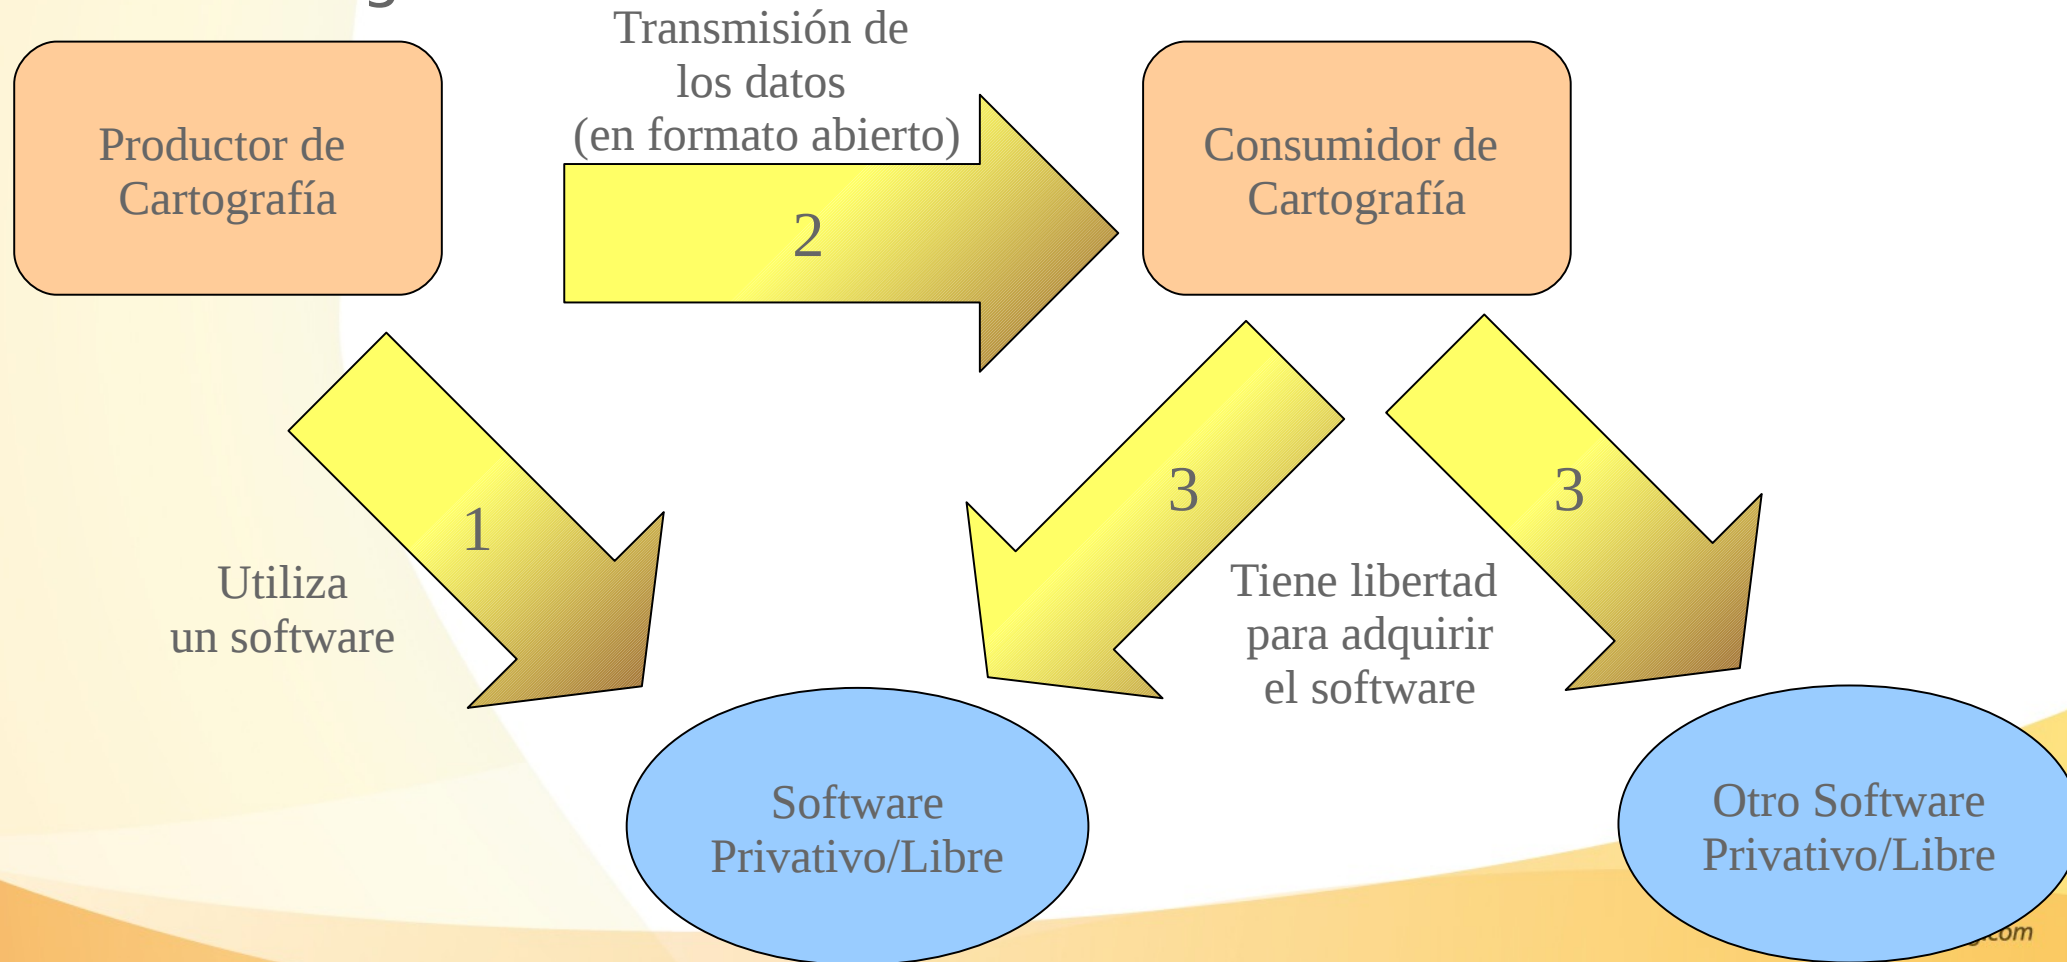 Transmisión de
los datos
(en formato abierto)
Productor de
Cartografía
Consumidor de
Cartografía
2
1
3
3
Utiliza
un software
Tiene libertad
para adquirir
el software
Software
Privativo/Libre
Otro Software
Privativo/Libre